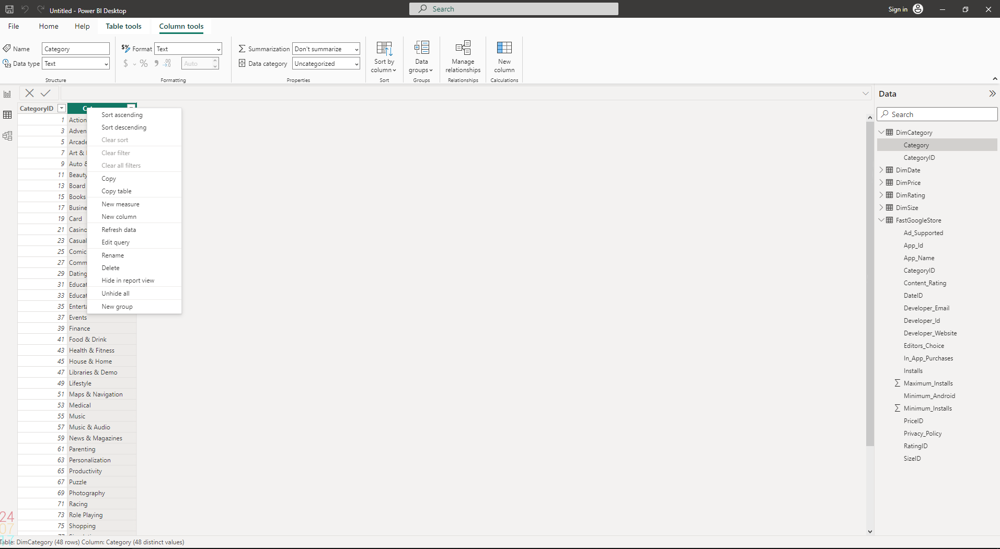 Untitled - Power BI Desktop
Search
Sign in
File
Home
Help
Table tools
Column tools
Name
Category
Data type
Text
Structure
Format
Text
$
%
Auto
Formatting
Summarization
Don't summarize
Data category
Uncategorized
Properties
Sort by
column
Sort
Data
groups
Groups
Manage
relationships
Relationships
New
column
Calculations
CategoryID
1 Action
3 Adven
5 Arcade
7 Art &
9 Auto &
11 Beauty
13 Board
15 Books
17 Busine
19 Card
21 Casino
23 Casual
25 Comic
27 Comm
29 Dating
31 Educat
33 Educat
35 Enterta
37 Events
39 Finance
41 Food & Drink
43 Health & Fitness
45 House & Home
47 Libraries & Demo
49 Lifestyle
51 Maps & Navigation
53 Medical
55 Music
57 Music & Audio
59 News & Magazines
61 Parenting
63 Personalization
65 Productivity
67 Puzzle
69 Photography
71 Racing
73 Role Playing
75 Shopping
Sort ascending
Sort descending
Clear sort
Clear filter
Clear all filters
Copy
Copy table
New measure
New column
Refresh data
Edit query
Rename
Delete
Hide in report view
Unhide all
New group
Data
Search
DimCategory
Category
CategoryID
DimDate
DimPrice
DimRating
DimSize
FastGoogleStore
Ad_Supported
App_Id
App_Name
CategoryID
Content_Rating
DateID
Developer_Email
Developer_Id
Developer_Website
Editors_Choice
In_App_Purchases
Installs
Maximum_Installs
Minimum_Android
Minimum_Installs
PriceID
Privacy_Policy
RatingID
SizeID
24
07
17
Table: DimCategory (48 rows) Column: Category (48 distinct values)